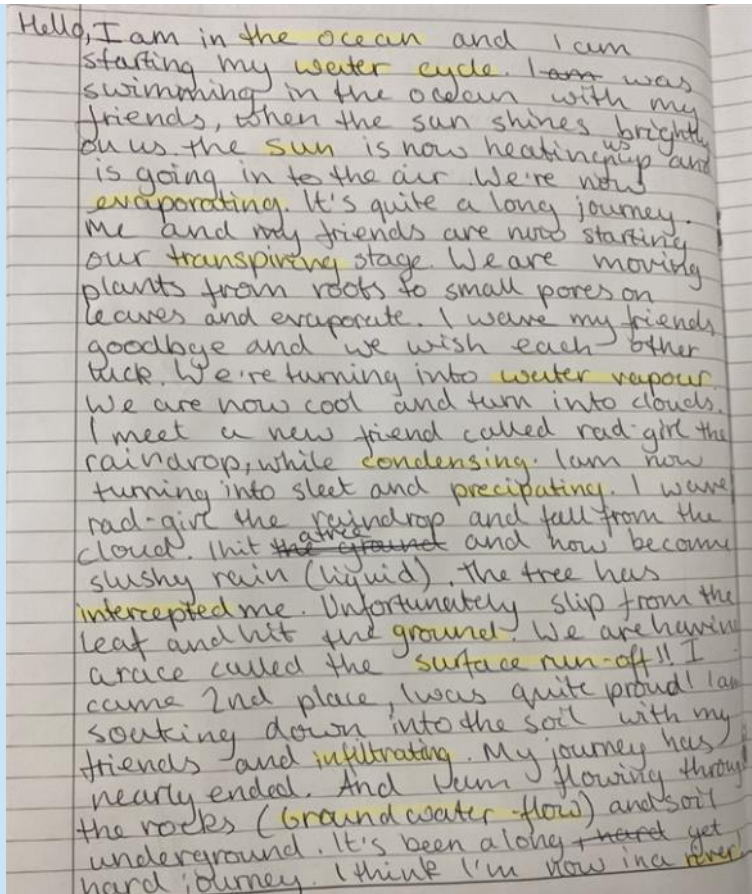 Hello, I am in the ocean and I am
starting my water cycle. I am was
swimming in the ocean with my
friends, when the sun shines brightly
on us. the sun is now heating us up and
is going in to the air. We're now
evaporating. It's quite a long journey.
Me and my friends are now starting
our transpiring stage. We are moving
plants from roots to small pores on
leaves and evaporate. I wave my friends
goodbye and we wish each other
luck. We're turning into water vapour.
We are now cool and turn into clouds.
I meet a new friend called rad-girl the
raindrop, while condensing. I am now
turning into sleet and precipating. I wave
rad-girl the raindrop and fall from the
cloud. I hit the ground a tree and now become
slushy rain (liquid). The tree has
intercepted me. Unfortunately slip from the
leaf and hit the ground. We are having
a race called the surface run-off!! I
came 2nd place, I was quite proud! I am
soaking down into the soil with my
friends and infiltrating. My journey has
nearly ended. And I am flowing through
the rocks (Groundwater flow) and soil
underground. It's been a long + hard yet
hard journey. I think I'm now in a river!